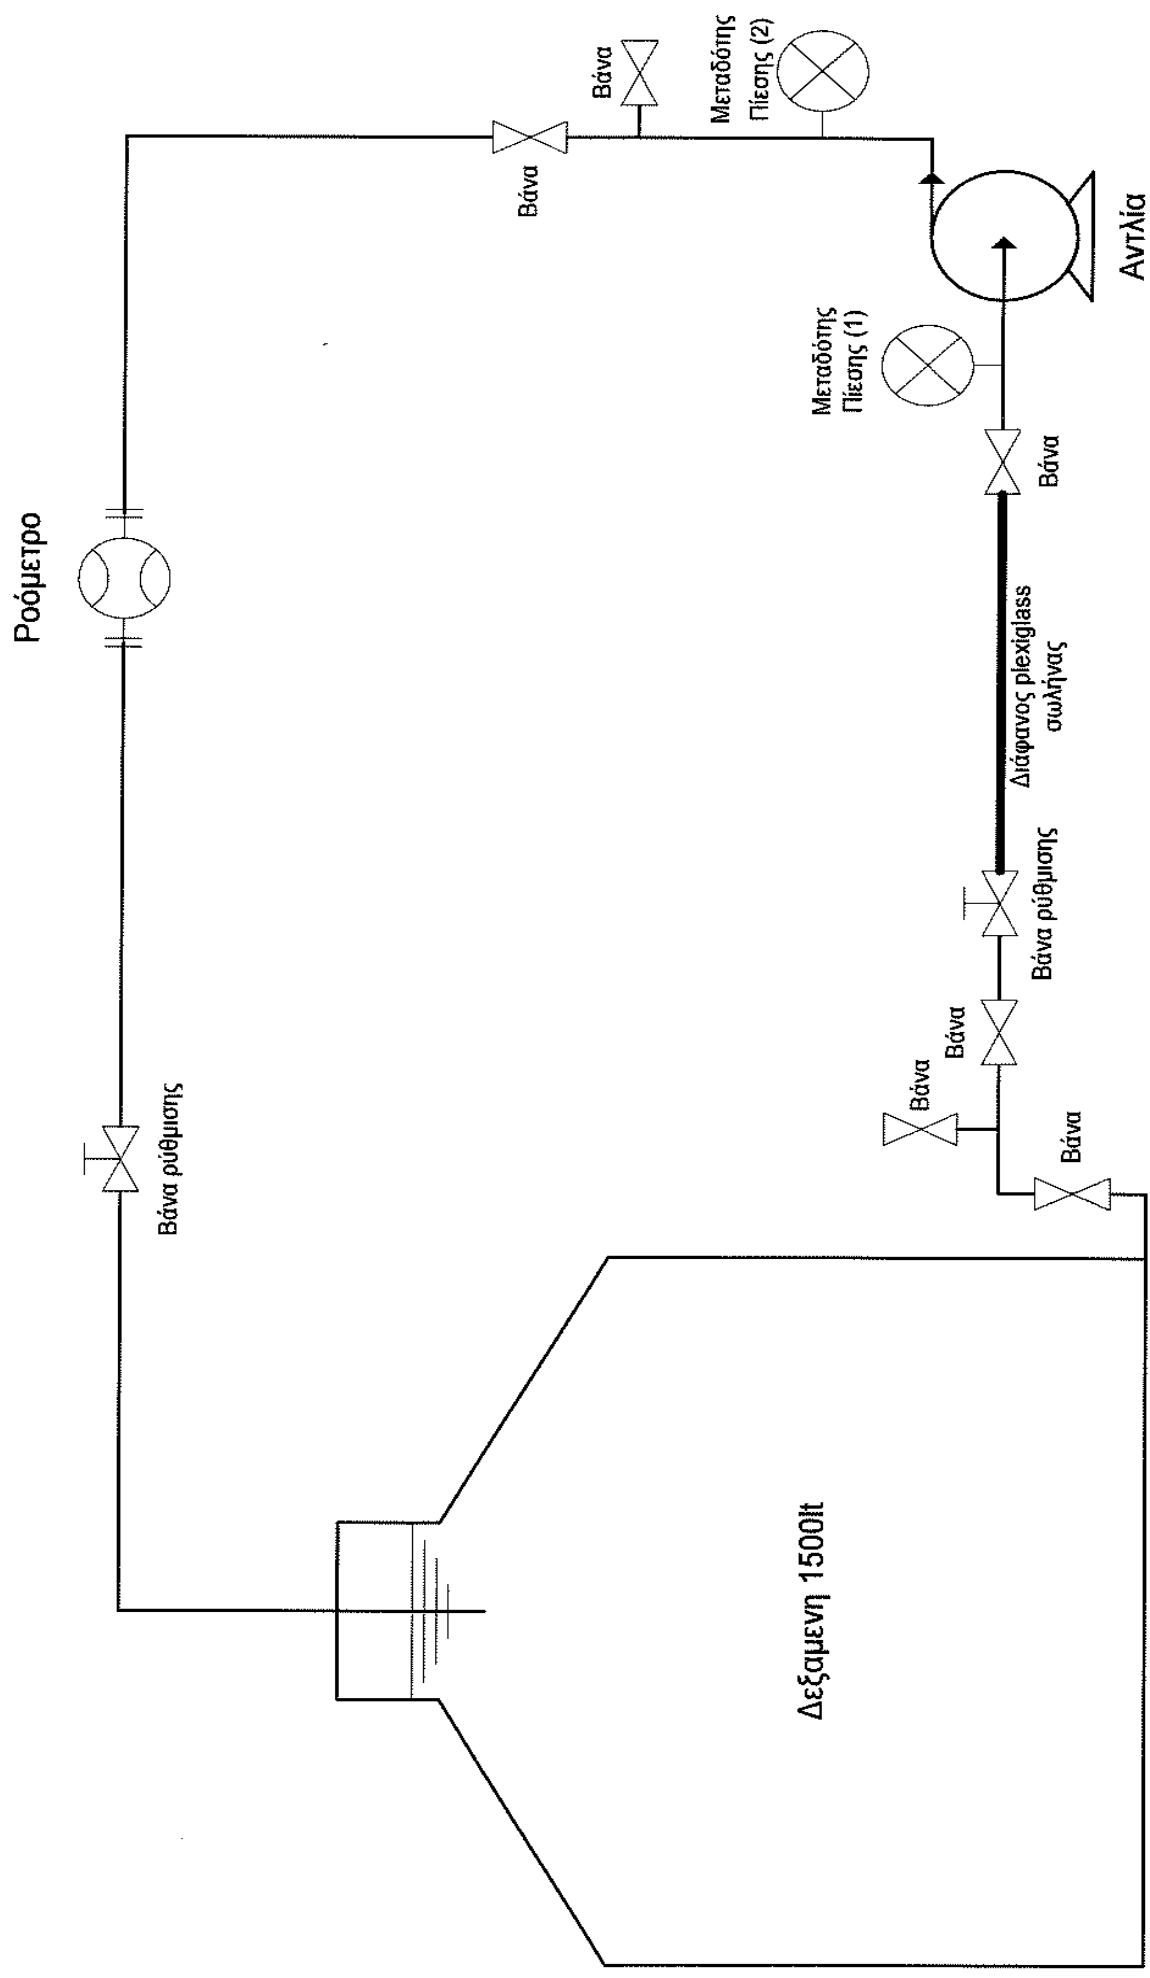 Ροόμετρο
Βάνα ρύθμισης
Βάνα
Βάνα
Μεταδότης
Πίεσης (2)
Δεξαμενη 1500lt
Μεταδότης
Πίεσης (1)
Βάνα
Βάνα
Βάνα ρύθμισης
Διάφανος plexiglass
σωλήνας
Βάνα
Βάνα
Αντλία